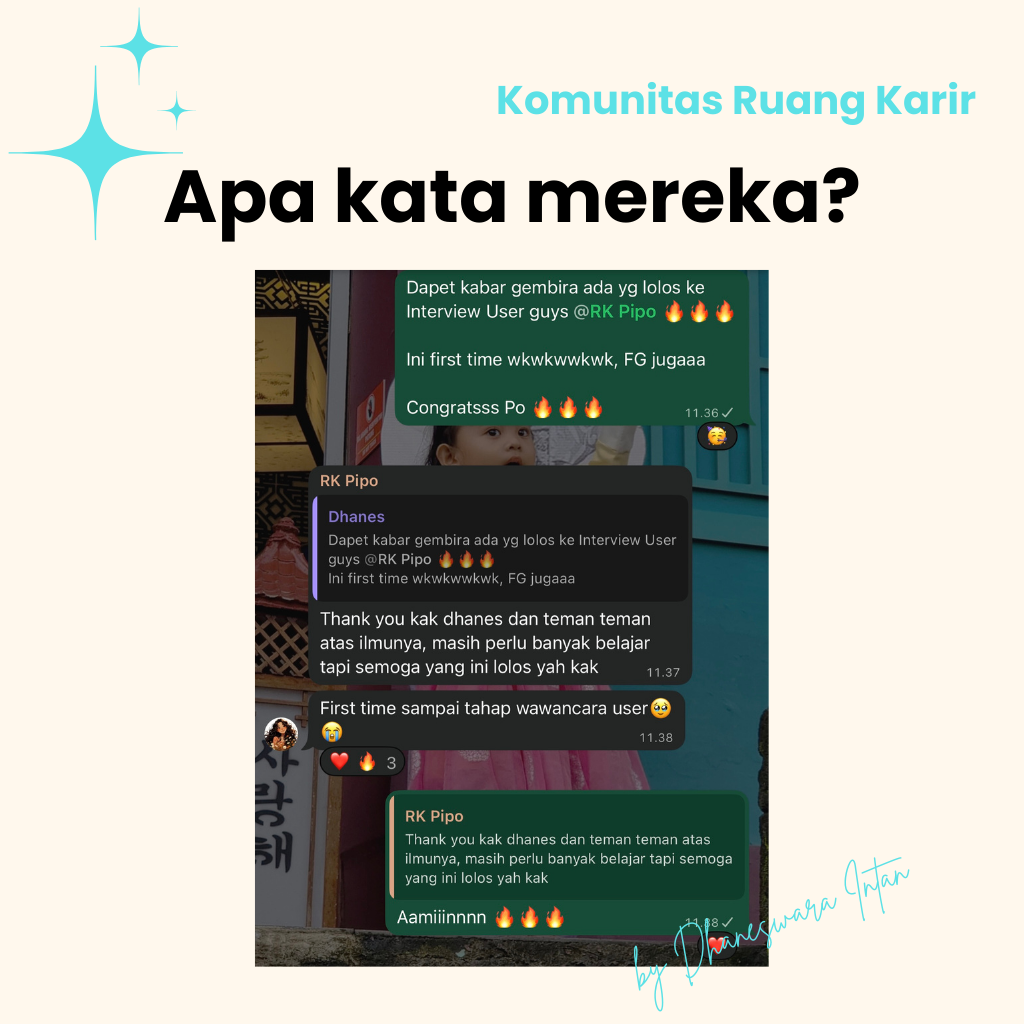 Komunitas Ruang Karir
Apa kata mereka?
Dapet kabar gembira ada yg lolos ke
Interview User guys @RK Pipo 🔥🔥🔥
Ini first time wkwkwwkwk, FG jugaaa
Congratsss Po 🔥🔥🔥
11.36
RK Pipo
Dhanes
Dapet kabar gembira ada yg lolos ke Interview User
guys @RK Pipo 🔥🔥🔥
Ini first time wkwkwwkwk, FG jugaaa
Thank you kak dhanes dan teman teman
atas ilmunya, masih perlu banyak belajar
tapi semoga yang ini lolos yah kak
11.37
First time sampai tahap wawancara user🥹
😭
11.38
❤️ 🔥 3
사랑해
RK Pipo
Thank you kak dhanes dan teman teman atas
ilmunya, masih perlu banyak belajar tapi semoga
yang ini lolos yah kak
Aamiiinnnn 🔥🔥🔥
11.38
by Dhaneswara Intan